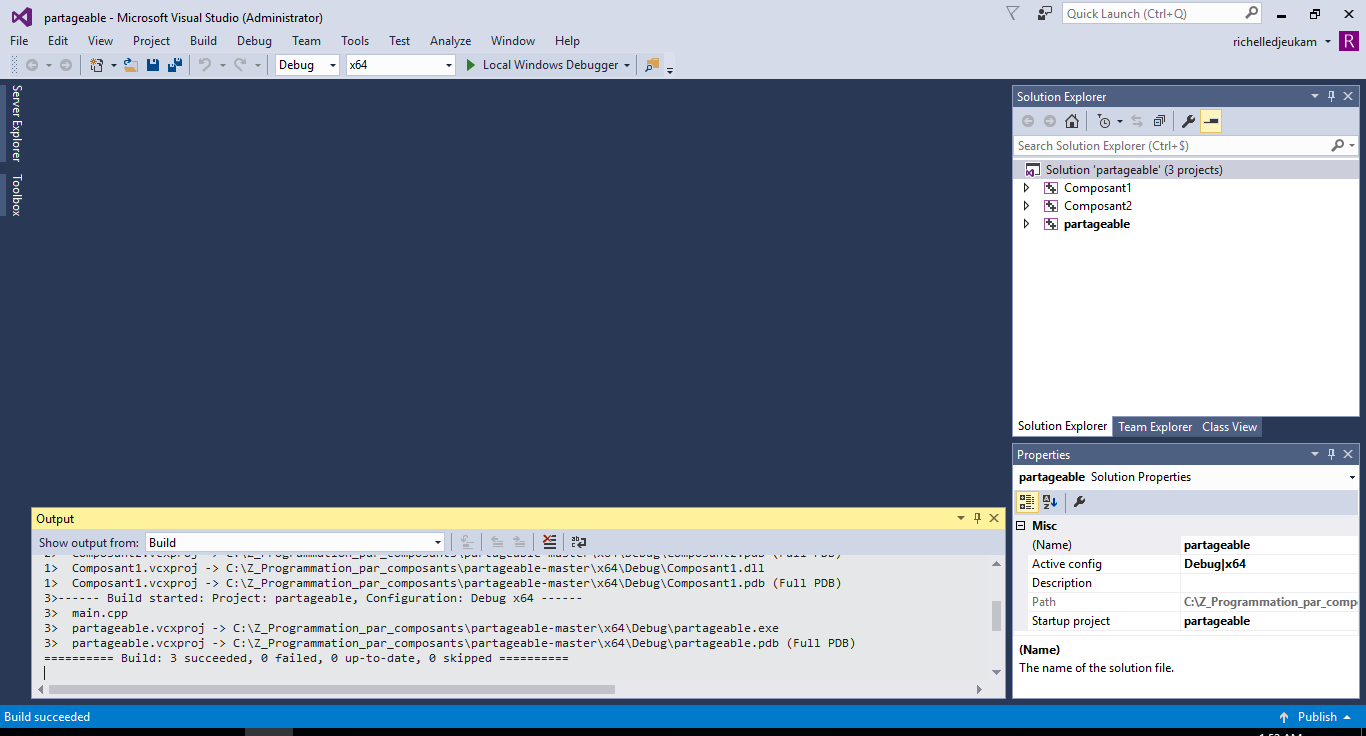 partageable - Microsoft Visual Studio (Administrator)
Quick Launch (Ctrl+Q)
File Edit View Project Build Debug Team Tools Test Analyze Window Help
richelledjeukam R
Debug x64 Local Windows Debugger
Server Explorer
Toolbox
Solution Explorer
Search Solution Explorer (Ctrl+$)
Solution 'partageable' (3 projects)
Composant1
Composant2
partageable
Solution Explorer Team Explorer Class View
Properties
partageable Solution Properties
Misc
(Name) partageable
Active config Debug|x64
Description
Path C:\Z_Programmation_par_comp
Startup project partageable
(Name)
The name of the solution file.
Output
Show output from: Build
2> Composant2.vcxproj -> C:\Z_Programmation_par_composants\partageable-master\x64\Debug\Composant2.pdb (Full PDB)
1> Composant1.vcxproj -> C:\Z_Programmation_par_composants\partageable-master\x64\Debug\Composant1.dll
1> Composant1.vcxproj -> C:\Z_Programmation_par_composants\partageable-master\x64\Debug\Composant1.pdb (Full PDB)
3>------ Build started: Project: partageable, Configuration: Debug x64 ------
3> main.cpp
3> partageable.vcxproj -> C:\Z_Programmation_par_composants\partageable-master\x64\Debug\partageable.exe
3> partageable.vcxproj -> C:\Z_Programmation_par_composants\partageable-master\x64\Debug\partageable.pdb (Full PDB)
========== Build: 3 succeeded, 0 failed, 0 up-to-date, 0 skipped ==========
Build succeeded
Publish